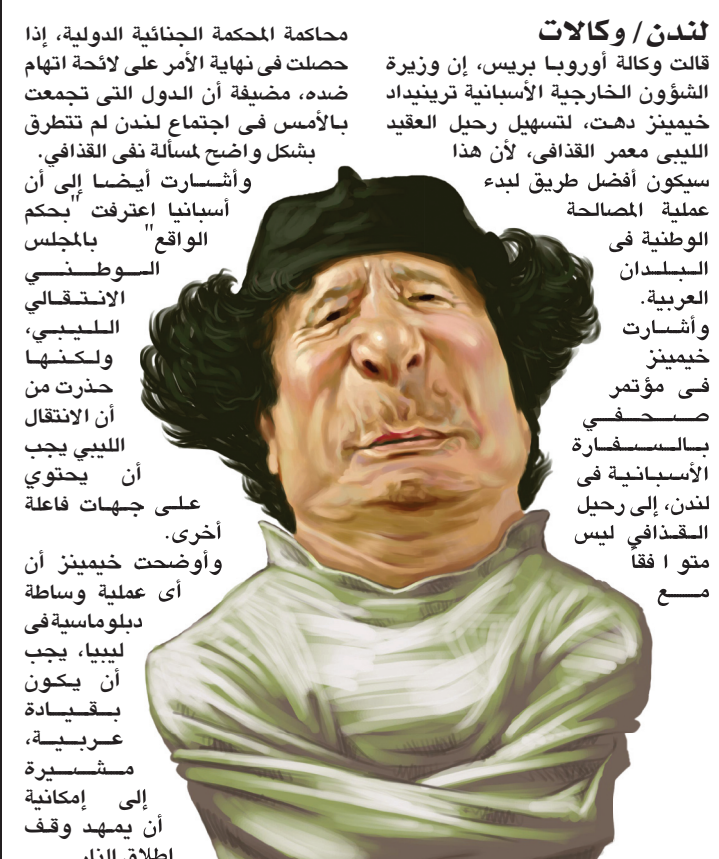 لندن/ وكالات
قالت وكالة أوروبا بريس، إن وزيرة
الشؤون الخارجية الأسبانية ترينيداد
خيمينز دهت، لتسهيل رحيل العقيد
الليبى معمر القذافى، لأن هذا
سيكون أفضل طريق لبدء
عملية المصالحة
الوطنية فى
البلدان
العربية.
وأشارت
خيمينز
فى مؤتمر
صحفي
بالسفارة
الأسبانية فى
لندن، إلى رحيل
القذافي ليس
متو ا فقاً
مع
محاكمة المحكمة الجنائية الدولية، إذا
حصلت فى نهاية الأمر على لائحة اتهام
ضده، مضيفة أن الدول التى تجمعت
بالأمس فى اجتماع لندن لم تتطرق
بشكل واضح لمسألة نفى القذافي.
وأشارت أيضا إلى أن
أسبانيا اعترفت "بحكم
الواقع" بالمجلس
الوطني
الانتقالي
الليبي،
ولكنها
حذرت من
أن الانتقال
الليبي يجب
أن يحتوي
على جهات فاعلة
أخرى.
وأوضحت خيمينز أن
أى عملية وساطة
دبلوماسيةفى
ليبيا، يجب
أن يكون
بقيادة
عربية،
مشيرة
إلى إمكانية
أن يمهد وقف
إطلاق النار